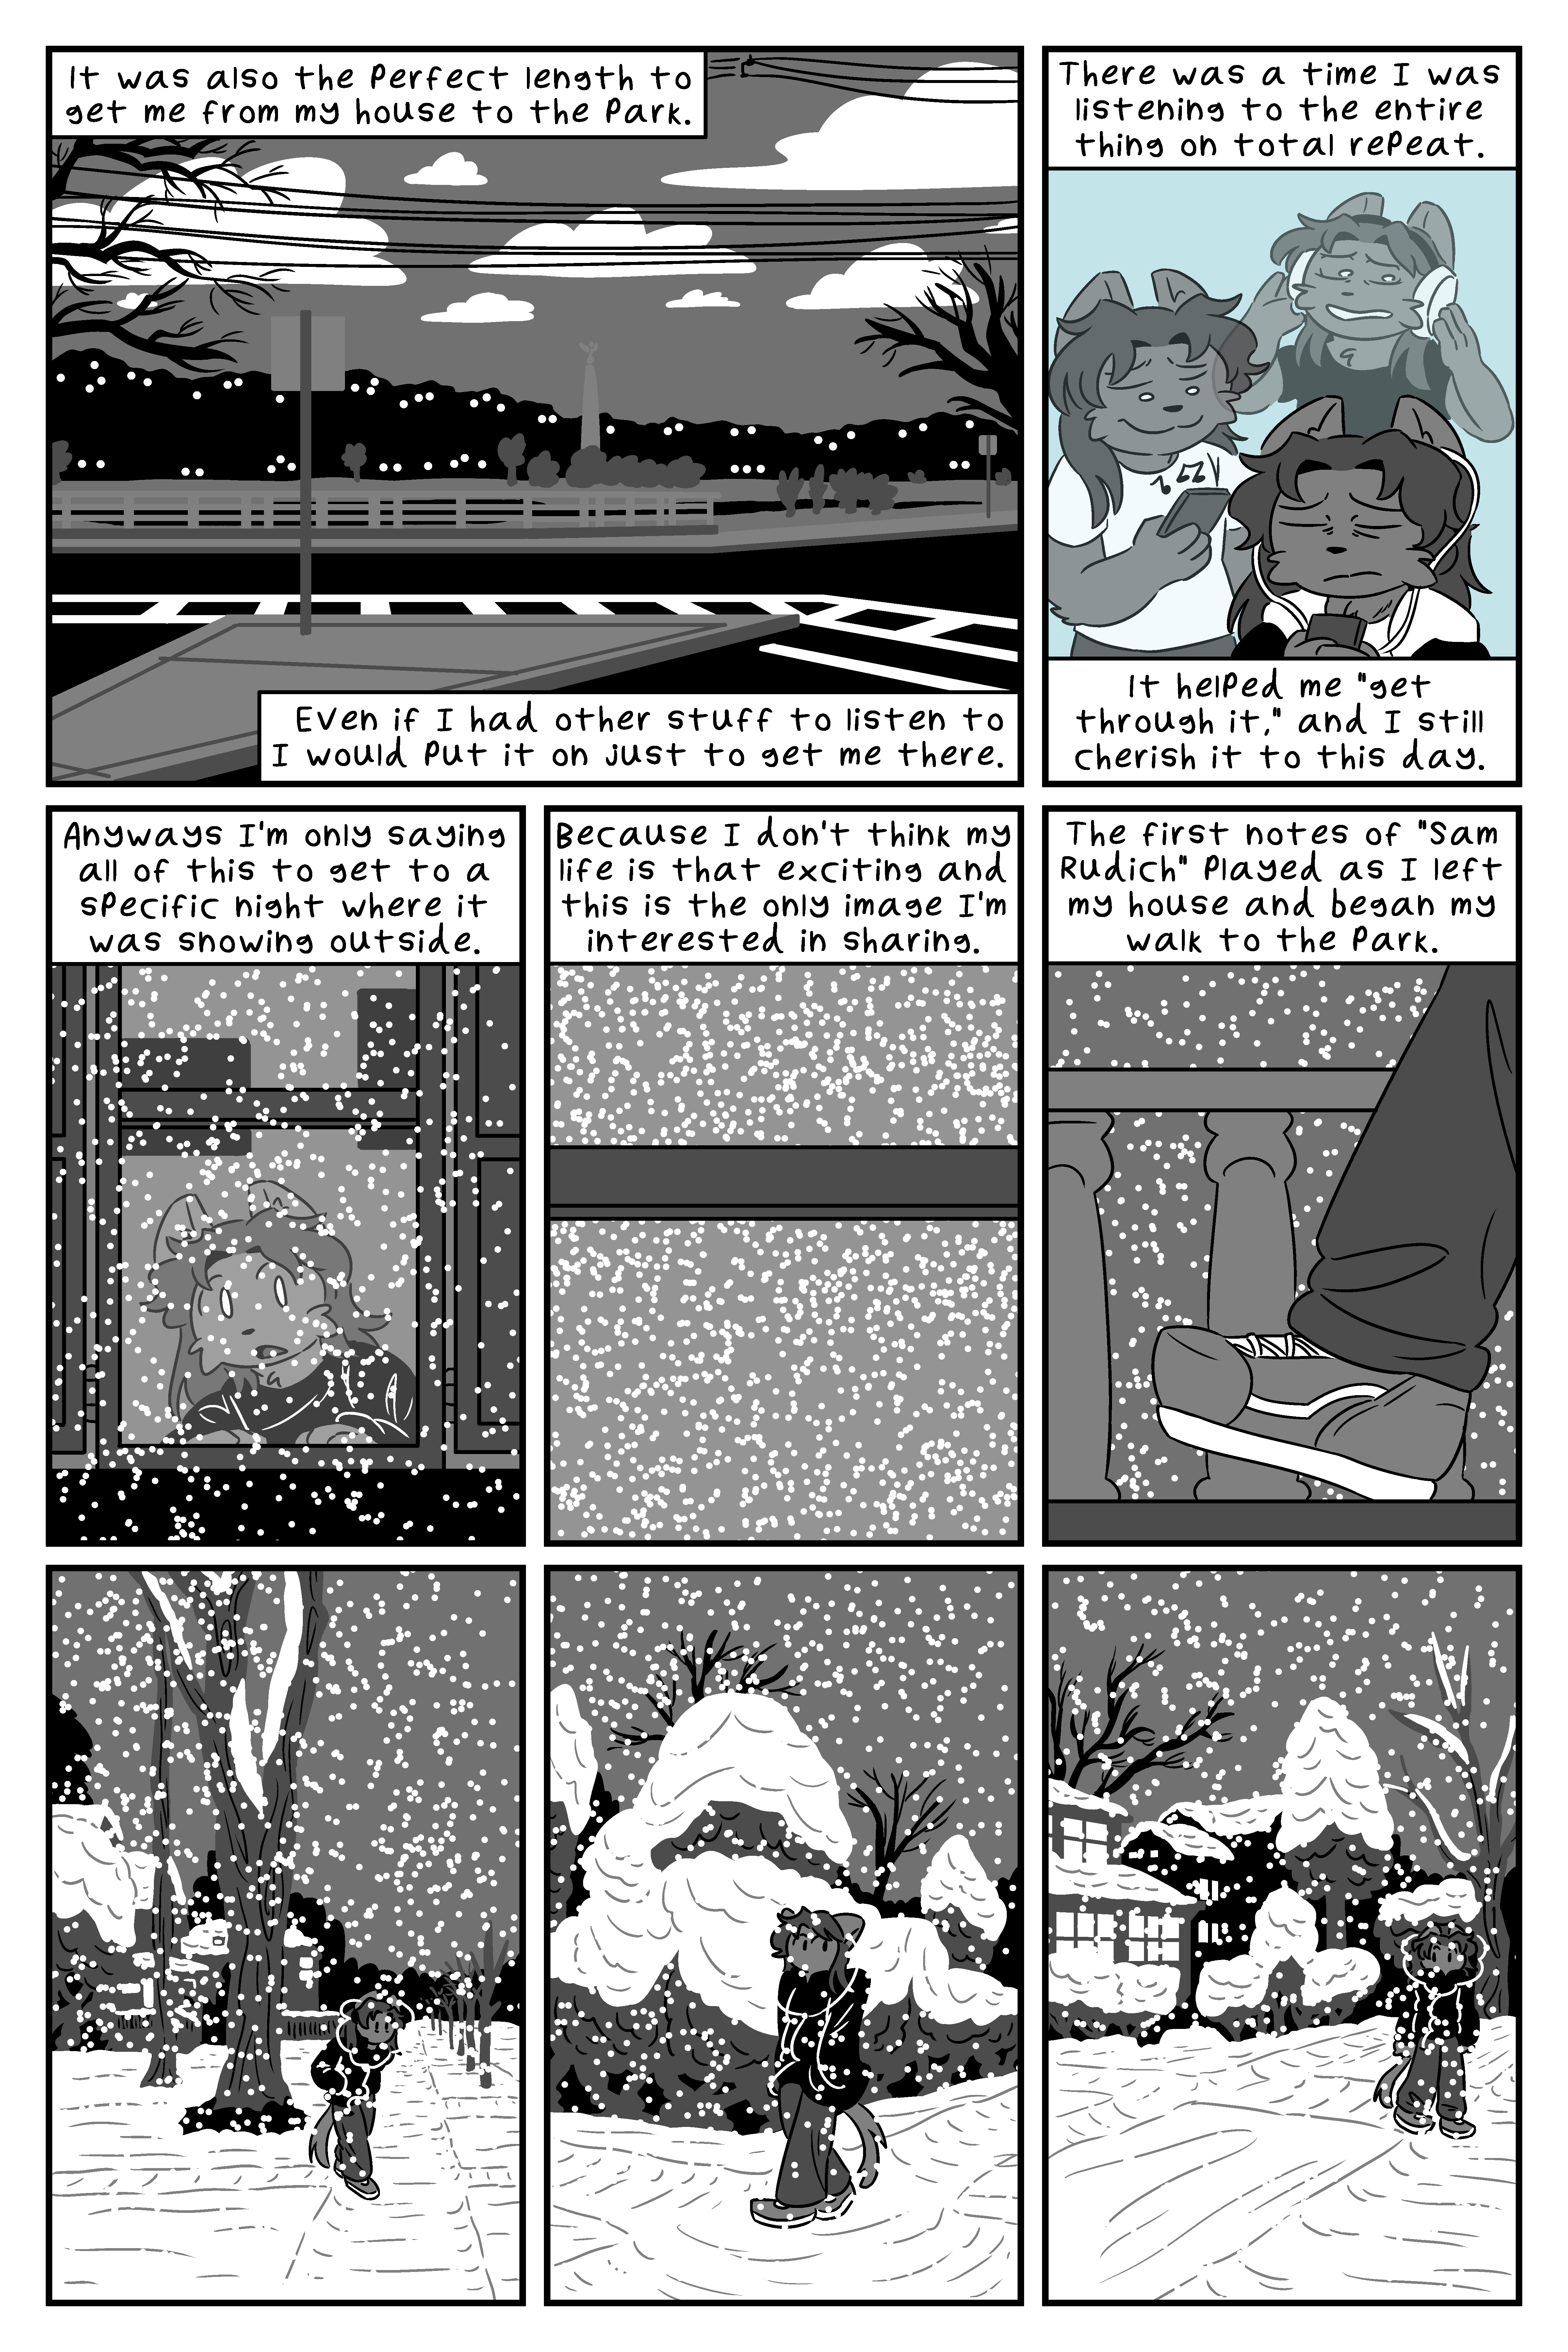 It was also the perfect length to
get me from my house to the park.
Even if I had other stuff to listen to
I would put it on just to get me there.
There was a time I was
listening to the entire
thing on total repeat.
It helped me "get
through it," and I still
cherish it to this day.
Anyways I'm only saying
all of this to get to a
specific night where it
was snowing outside.
Because I don't think my
life is that exciting and
this is the only image I'm
interested in sharing.
The first notes of "Sam
Rudich" played as I left
my house and began my
walk to the park.